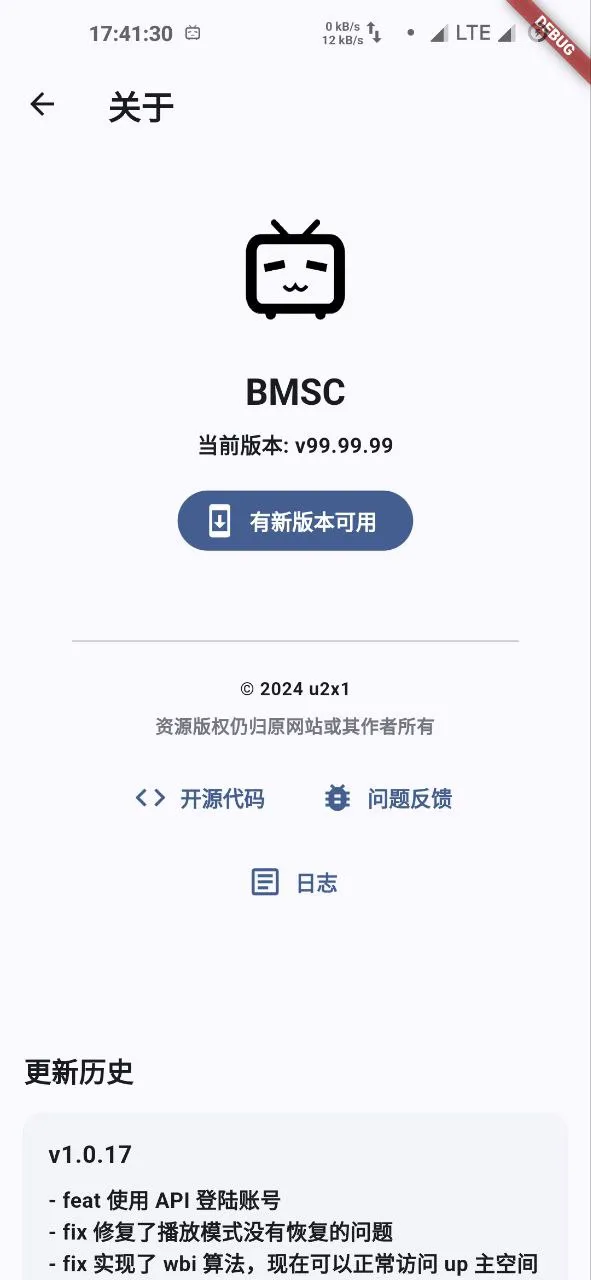 17:41:30
0 kB/s
12 kB/s
LTE
DEBUG
关于
BMSC
当前版本: v99.99.99
有新版本可用
© 2024 u2x1
资源版权仍归原网站或其作者所有
开源代码
问题反馈
日志
更新历史
v1.0.17
- feat 使用 API 登陆账号
- fix 修复了播放模式没有恢复的问题
- fix 实现了 wbi 算法，现在可以正常访问 up 主空间